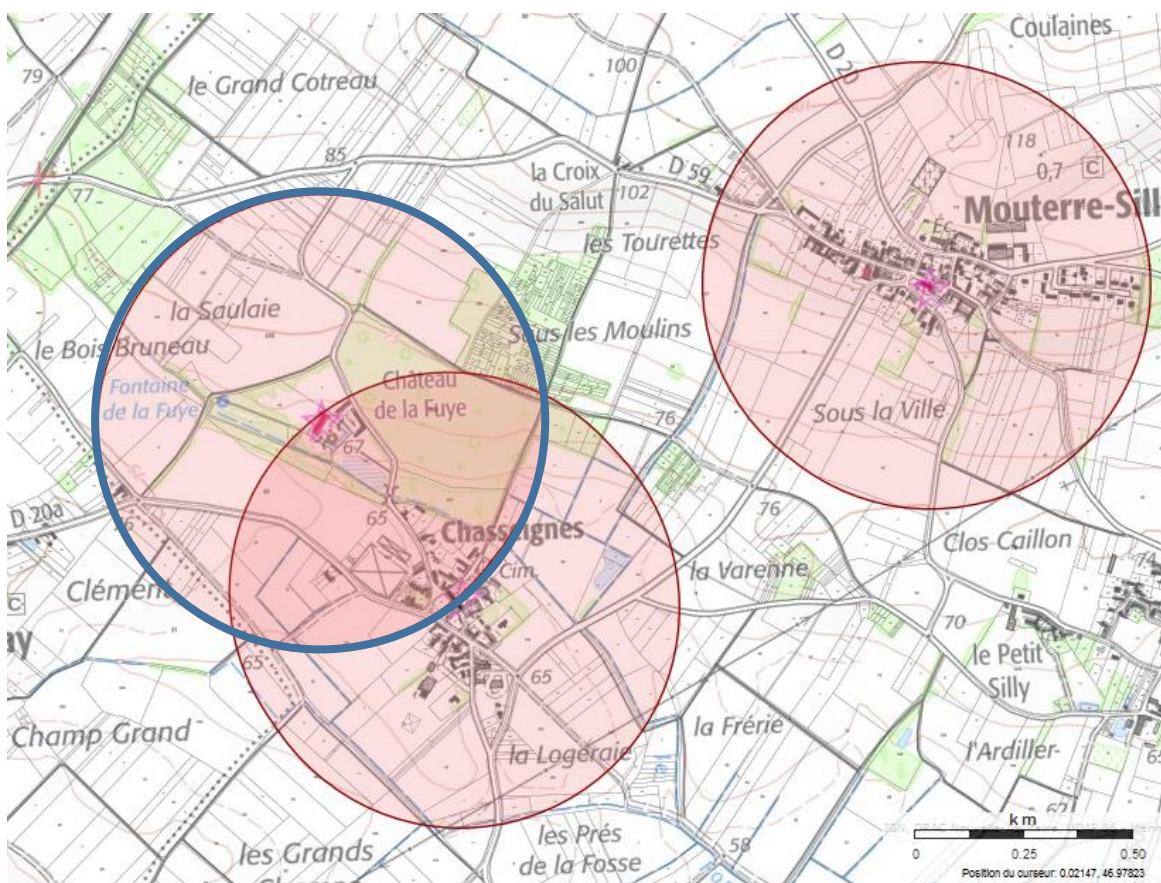 Coulaines
79
le Grand Cotreau
100
D 20
118
85
la Croix
du Salut
D 59
0,7
C
77
102
Mouterre-Sill
les Tourettes
la Saulaie
Sous les Moulins
le Bois Bruneau
Fontaine
de la Fuye
Château
de la Fuye
76
Sous la Ville
67
D 20a
65
76
Chasseignes
Cim.
Clos Caillon
74
la Varenne
Clément
C
ay
70
le Petit
Silly
65
65
Champ Grand
la Frérie
l'Ardiller
la Logeraie
62
km
les Prés
de la Fosse
58
les Grands
0
0.25
0.50
Position du curseur: 0.02147, 46.97823